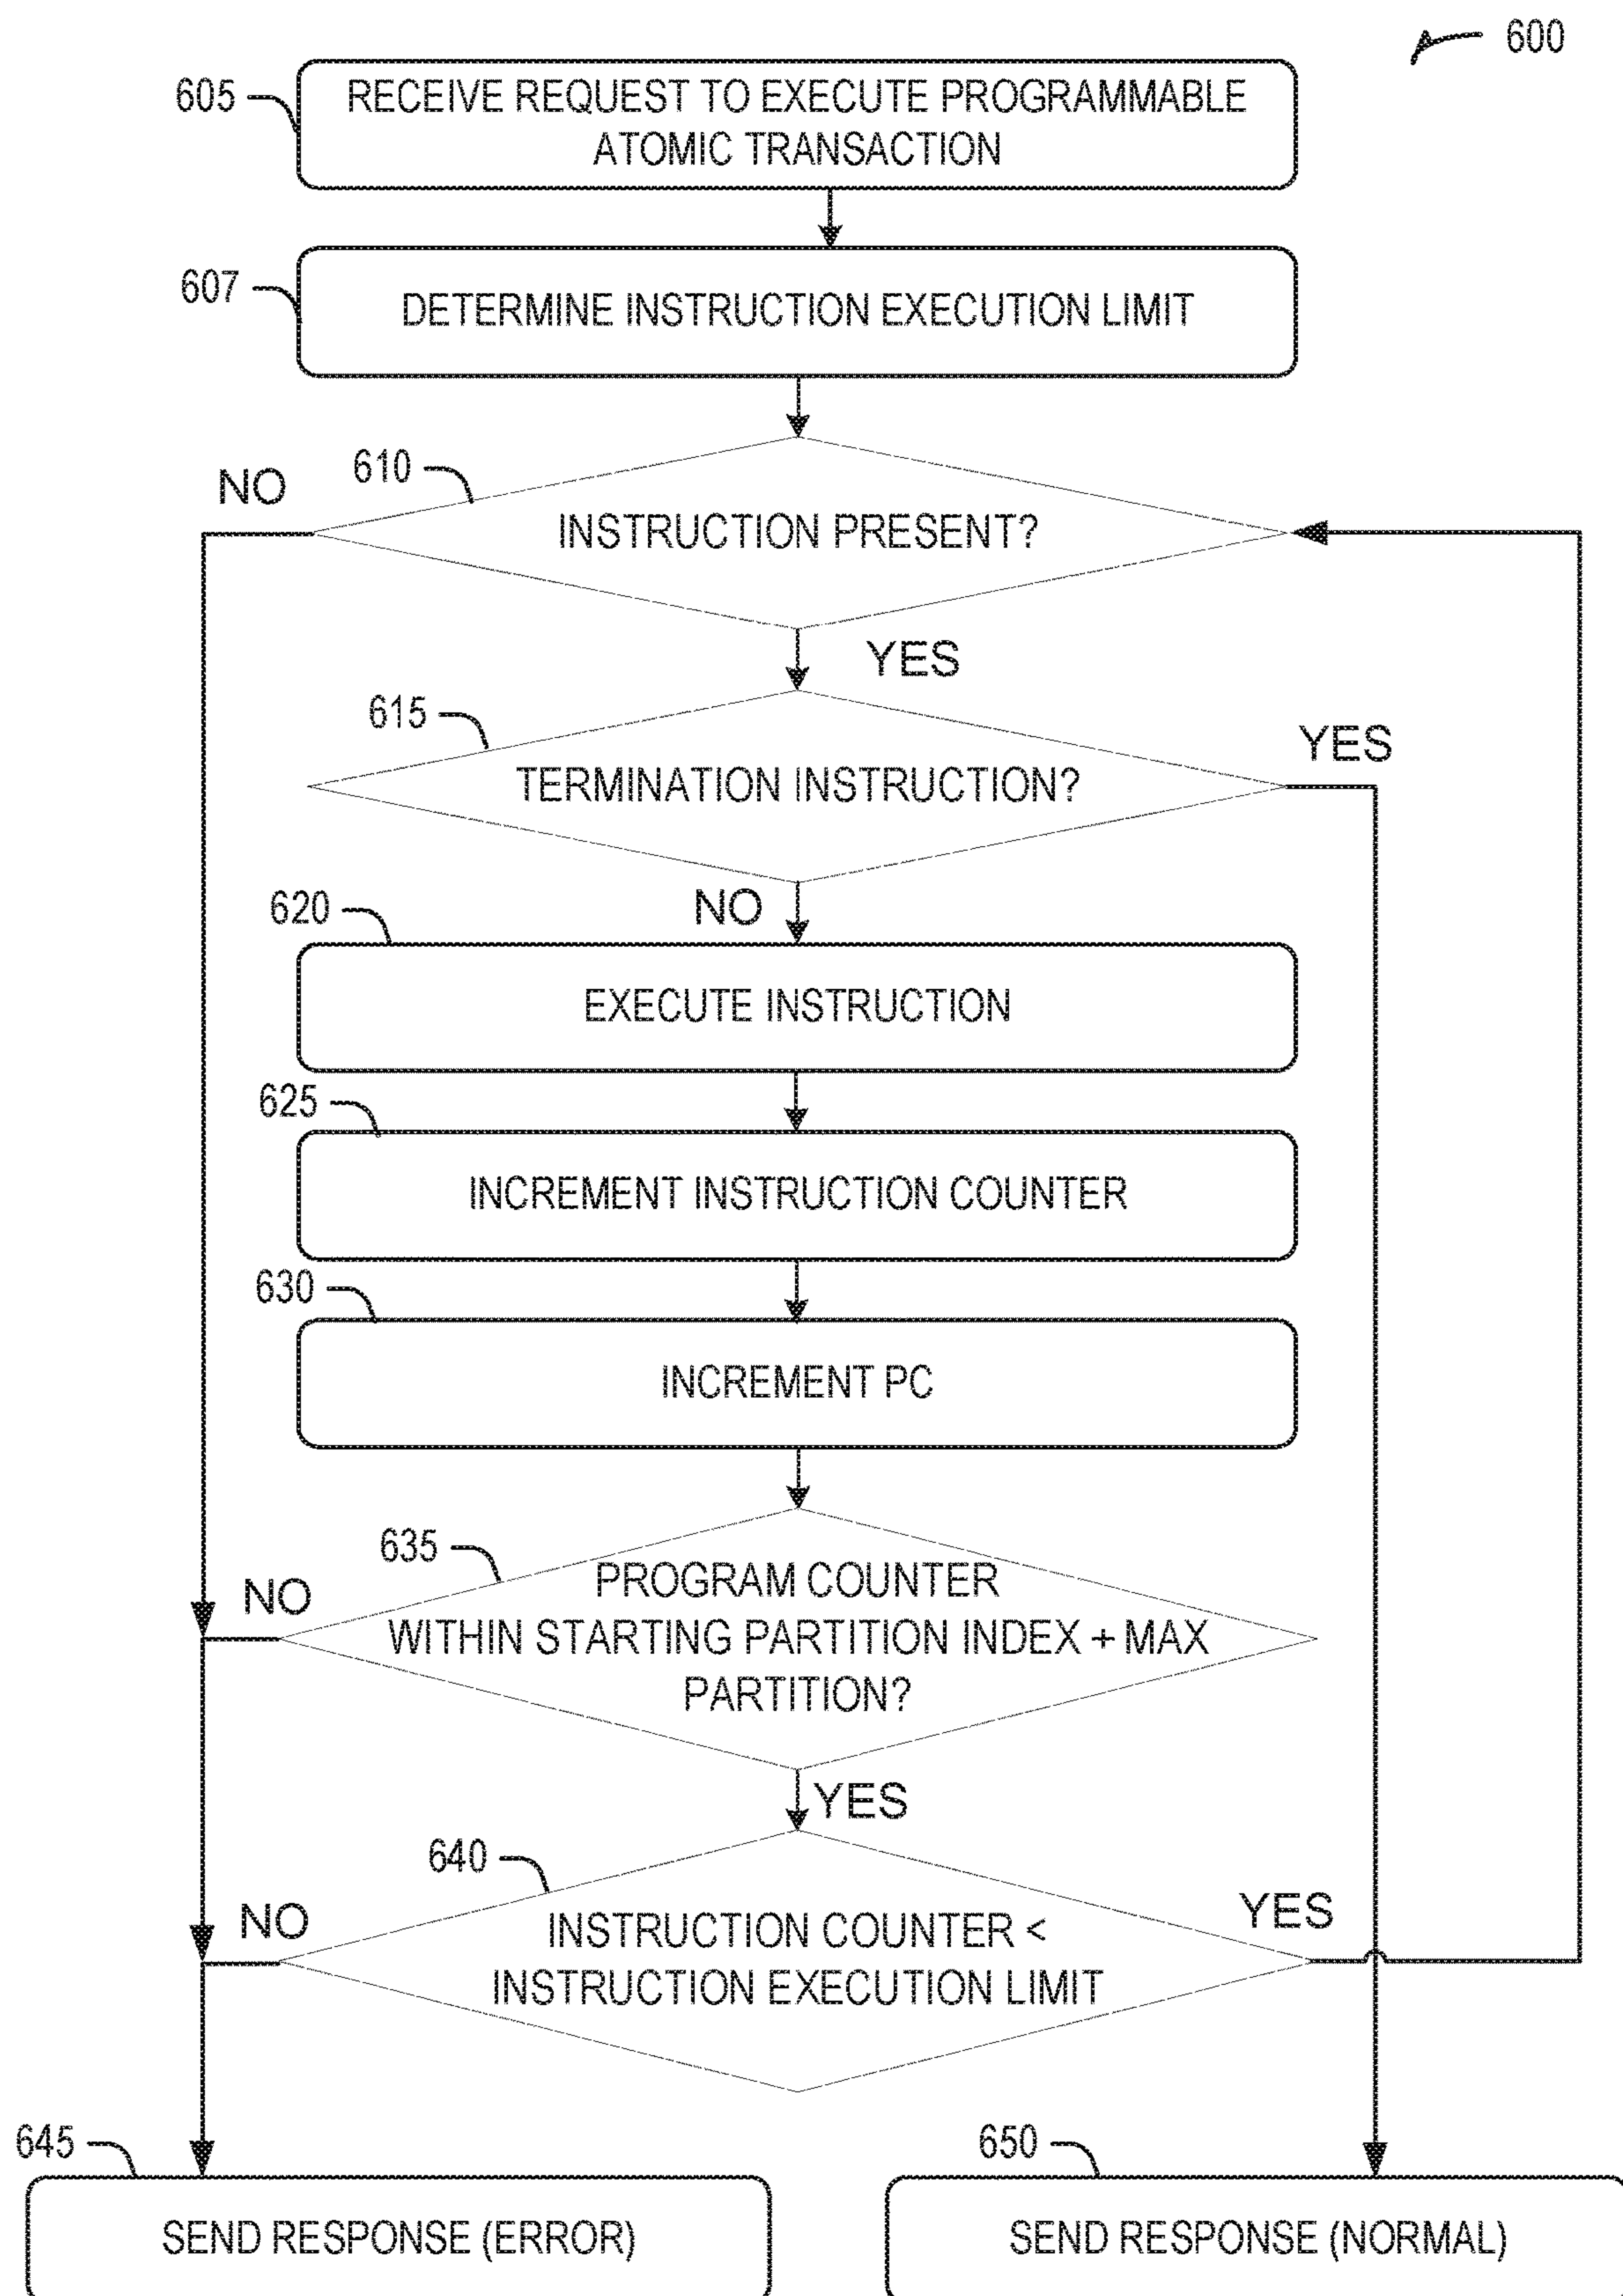 600
605
RECEIVE REQUEST TO EXECUTE PROGRAMMABLE
ATOMIC TRANSACTION
607
DETERMINE INSTRUCTION EXECUTION LIMIT
610
NO
INSTRUCTION PRESENT?
YES
615
YES
TERMINATION INSTRUCTION?
NO
620
EXECUTE INSTRUCTION
625
INCREMENT INSTRUCTION COUNTER
630
INCREMENT PC
635
NO
PROGRAM COUNTER
WITHIN STARTING PARTITION INDEX + MAX
PARTITION?
YES
640
NO
YES
INSTRUCTION COUNTER <
INSTRUCTION EXECUTION LIMIT
645
650
SEND RESPONSE (ERROR)
SEND RESPONSE (NORMAL)